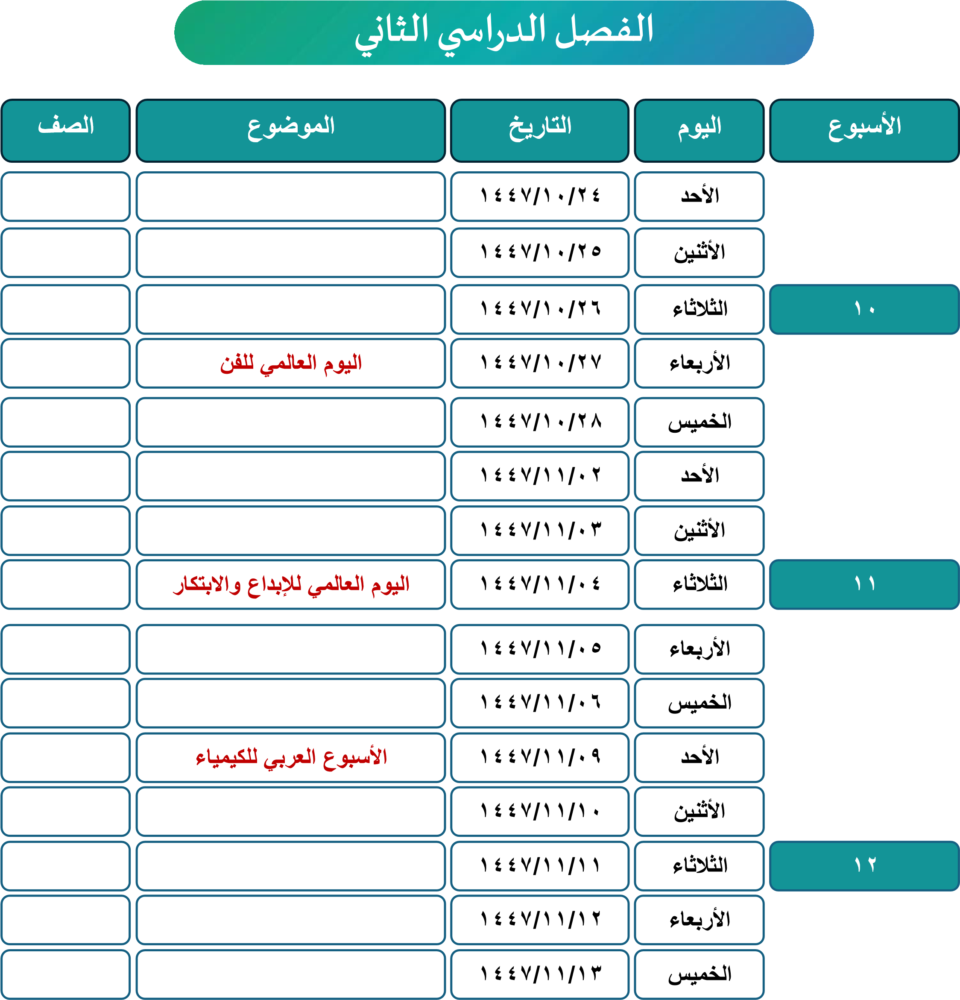 الفصل الدراسي الثاني
الأسبوع اليوم التاريخ الموضوع الصف
الأحد ١٤٤٧/١٠/٢٤
الأثنين ١٤٤٧/١٠/٢٥
١٠ الثلاثاء ١٤٤٧/١٠/٢٦
الأربعاء ١٤٤٧/١٠/٢٧ اليوم العالمي للفن
الخميس ١٤٤٧/١٠/٢٨
الأحد ١٤٤٧/١١/٠٢
الأثنين ١٤٤٧/١١/٠٣
١١ الثلاثاء ١٤٤٧/١١/٠٤ اليوم العالمي للإبداع والابتكار
الأربعاء ١٤٤٧/١١/٠٥
الخميس ١٤٤٧/١١/٠٦
الأحد ١٤٤٧/١١/٠٩ الأسبوع العربي للكيمياء
الأثنين ١٤٤٧/١١/١٠
١٢ الثلاثاء ١٤٤٧/١١/١١
الأربعاء ١٤٤٧/١١/١٢
الخميس ١٤٤٧/١١/١٣